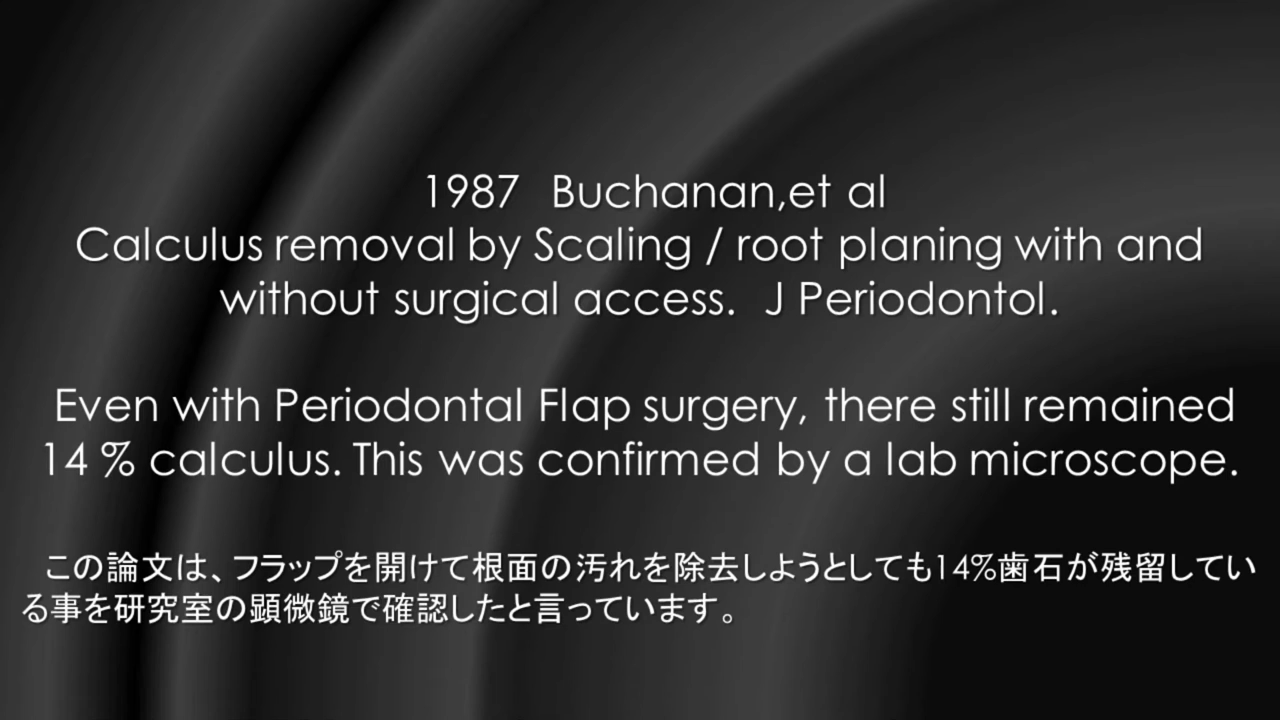 1987 Buchanan,et al
Calculus removal by Scaling / root planing with and
without surgical access. J Periodontol.
Even with Periodontal Flap surgery, there still remained
14 % calculus. This was confirmed by a lab microscope.
この論文は、フラップを開けて根面の汚れを除去しようとしても14%歯石が残留してい
る事を研究室の顕微鏡で確認したと言っています。